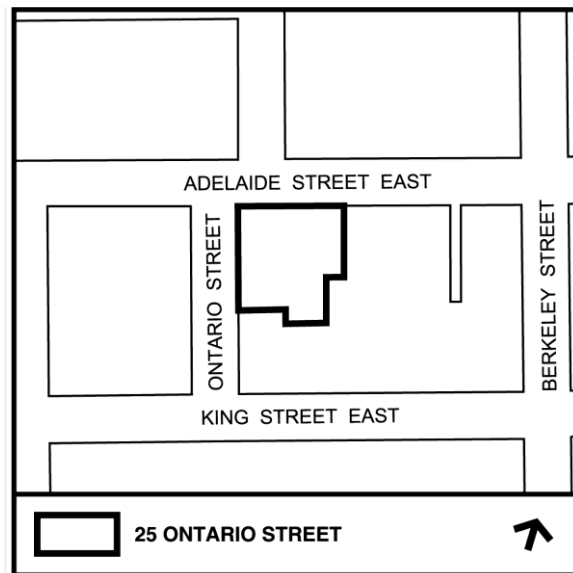 ADELAIDE STREET EAST
ONTARIO STREET
BERKELEY STREET
KING STREET EAST
25 ONTARIO STREET